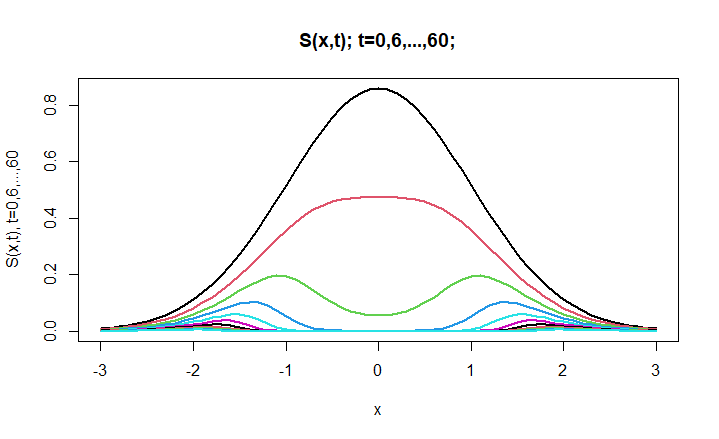 S(x,t); t=0,6,...,60;
S(x,t), t=0,6,...,60
0.8
0.6
0.4
0.2
0.0
-3 -2 -1 0 1 2 3
x